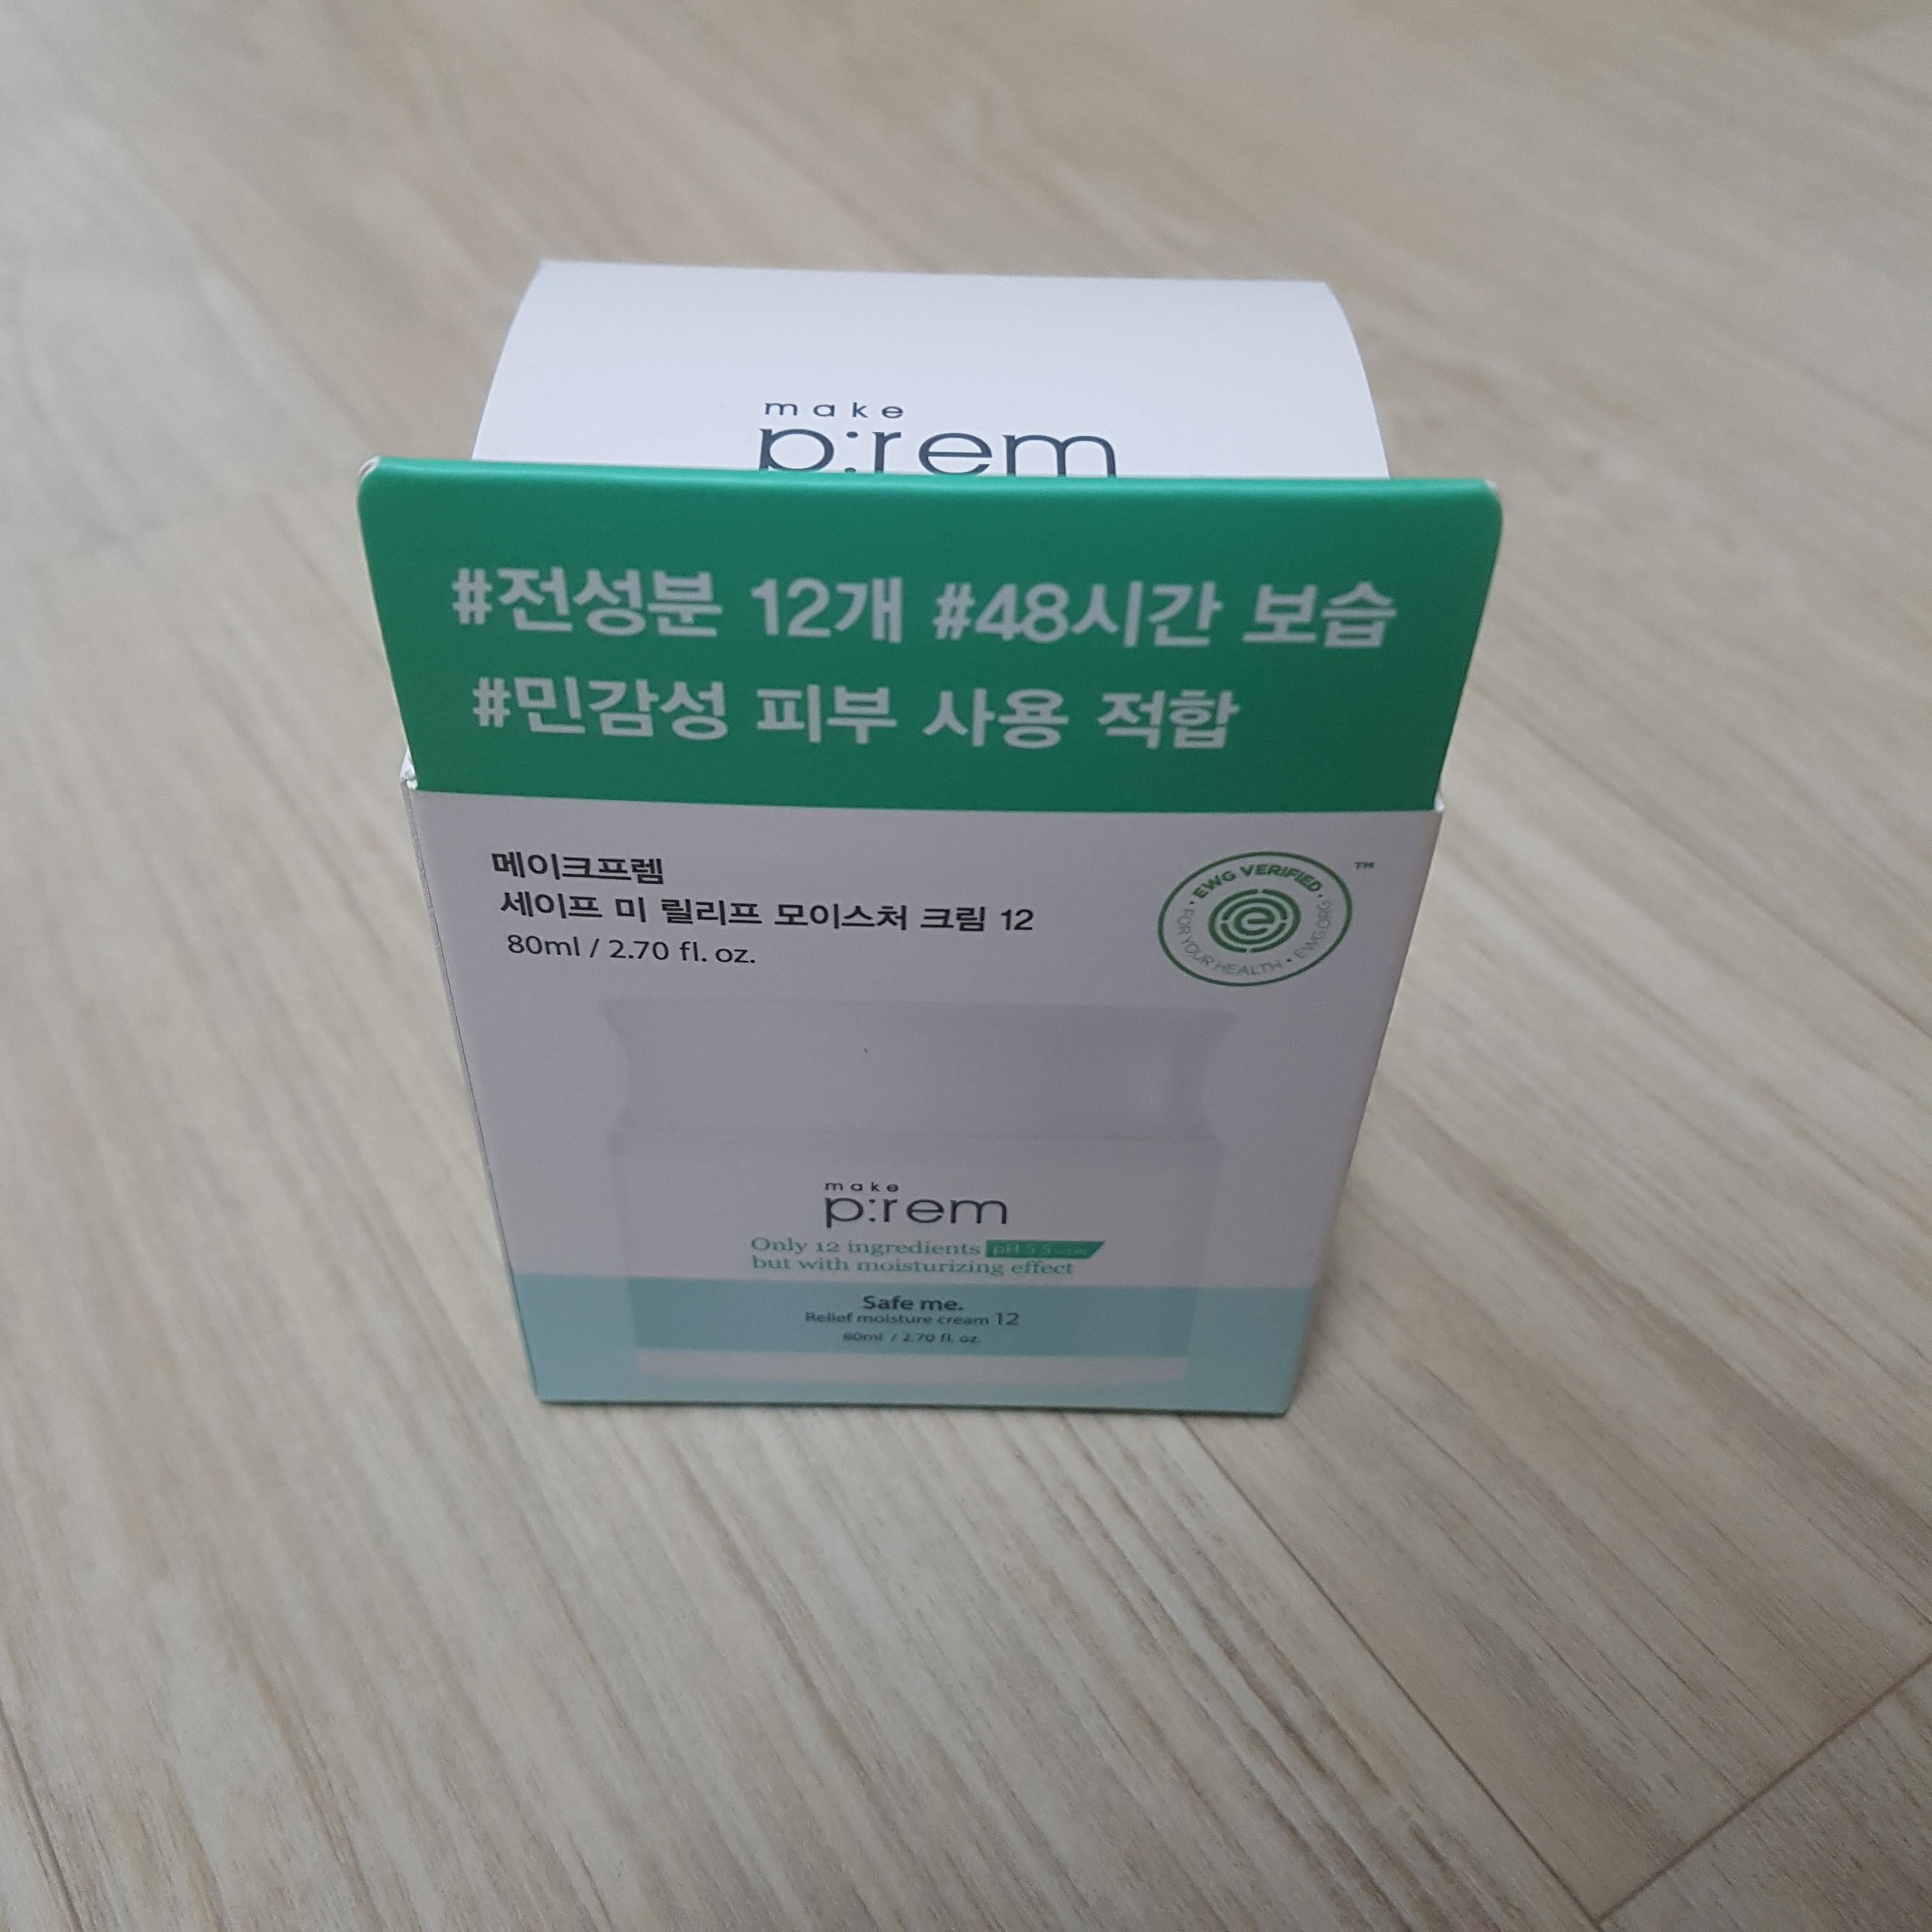 make
p:rem
#전성분 12개 #48시간 보습
#민감성 피부 사용 적합
메이크프렘
세이프 미 릴리프 모이스처 크림 12
80ml / 2.70 fl. oz.
EWG VERIFIED
TM
• FOR YOUR HEALTH • EWG.ORG •
make
p:rem
Only 12 ingredients pH 5.5
but with moisturizing effect
Safe me.
Relief moisture cream 12
80ml / 2.70 fl. oz.